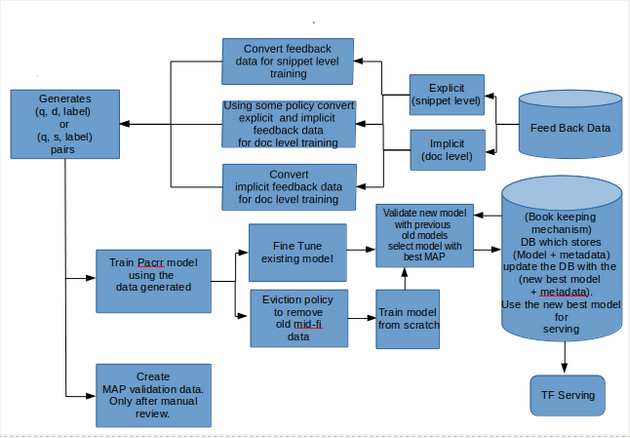 Convert feedback
data for snippet level
training
Generates
(q, d, label)
or
(q, s, label)
pairs
Using some policy convert
explicit and implicit
feedback data
for doc level training
Explicit
(snippet level)
Implicit
(doc level)
Feed Back Data
Convert
implicit feedback data
for doc level training
Validate new model
with previous
old models
select model with
best MAP
(Book keeping
mechanism)
DB which stores
(Model + metadata)
update the DB with the
(new best model
+ metadata).
Use the new best model
for
serving
Train Pacrr model
using the
data generated
Fine Tune
existing model
Eviction policy
to remove
old mid-fi
data
Train model
from scratch
Create
MAP validation data.
Only after manual
review.
TF Serving